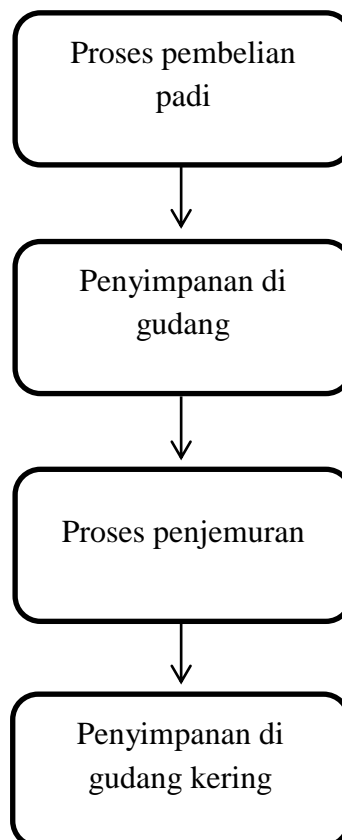 Proses pembelian
padi
Penyimpanan di
gudang
Proses penjemuran
Penyimpanan di
gudang kering